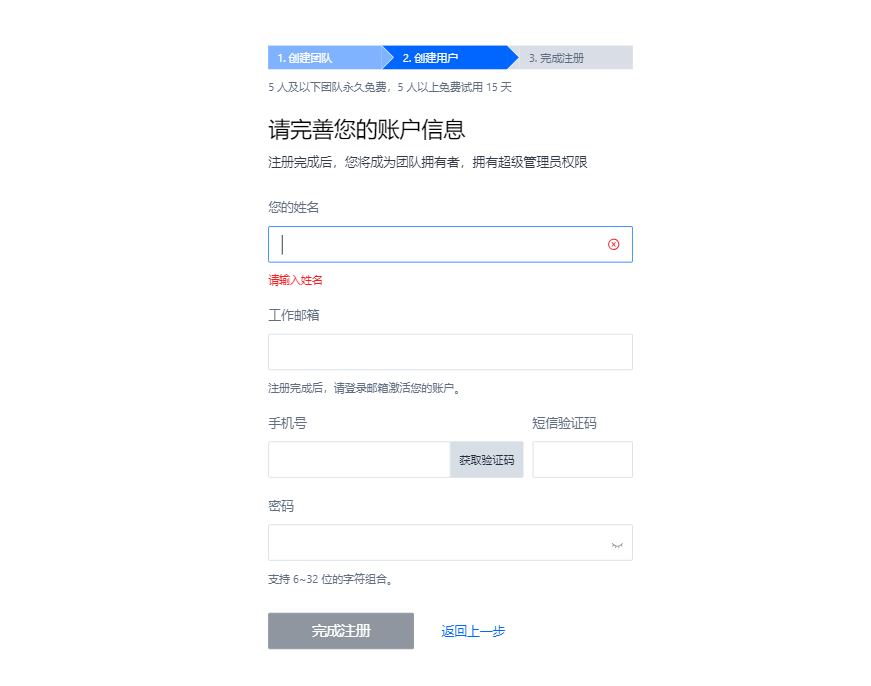 1. 创建团队
2. 创建用户
3. 完成注册
5 人及以下团队永久免费，5 人以上免费试用 15 天
请完善您的账户信息
注册完成后，您将成为团队拥有者，拥有超级管理员权限
您的姓名
请输入姓名
工作邮箱
注册完成后，请登录邮箱激活您的账户。
手机号
短信验证码
获取验证码
密码
支持 6~32 位的字符组合。
完成注册
返回上一步